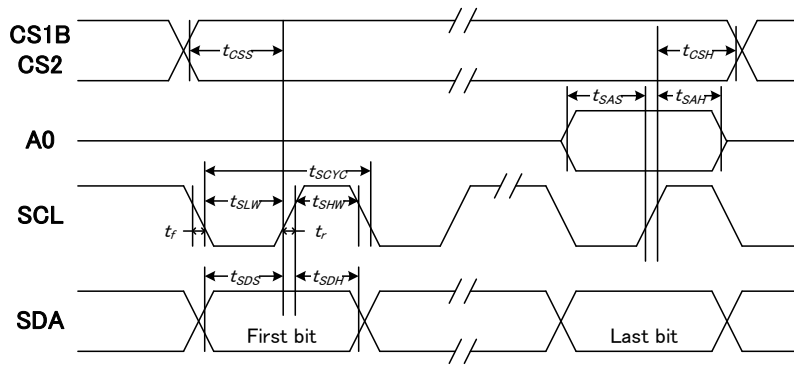 CS1B
CS2
tCSS
tCSH
tSAS
tSAH
A0
tSCYC
SCL
tSLW
tSHW
tf
tr
tSDS
tSDH
SDA
First bit
Last bit